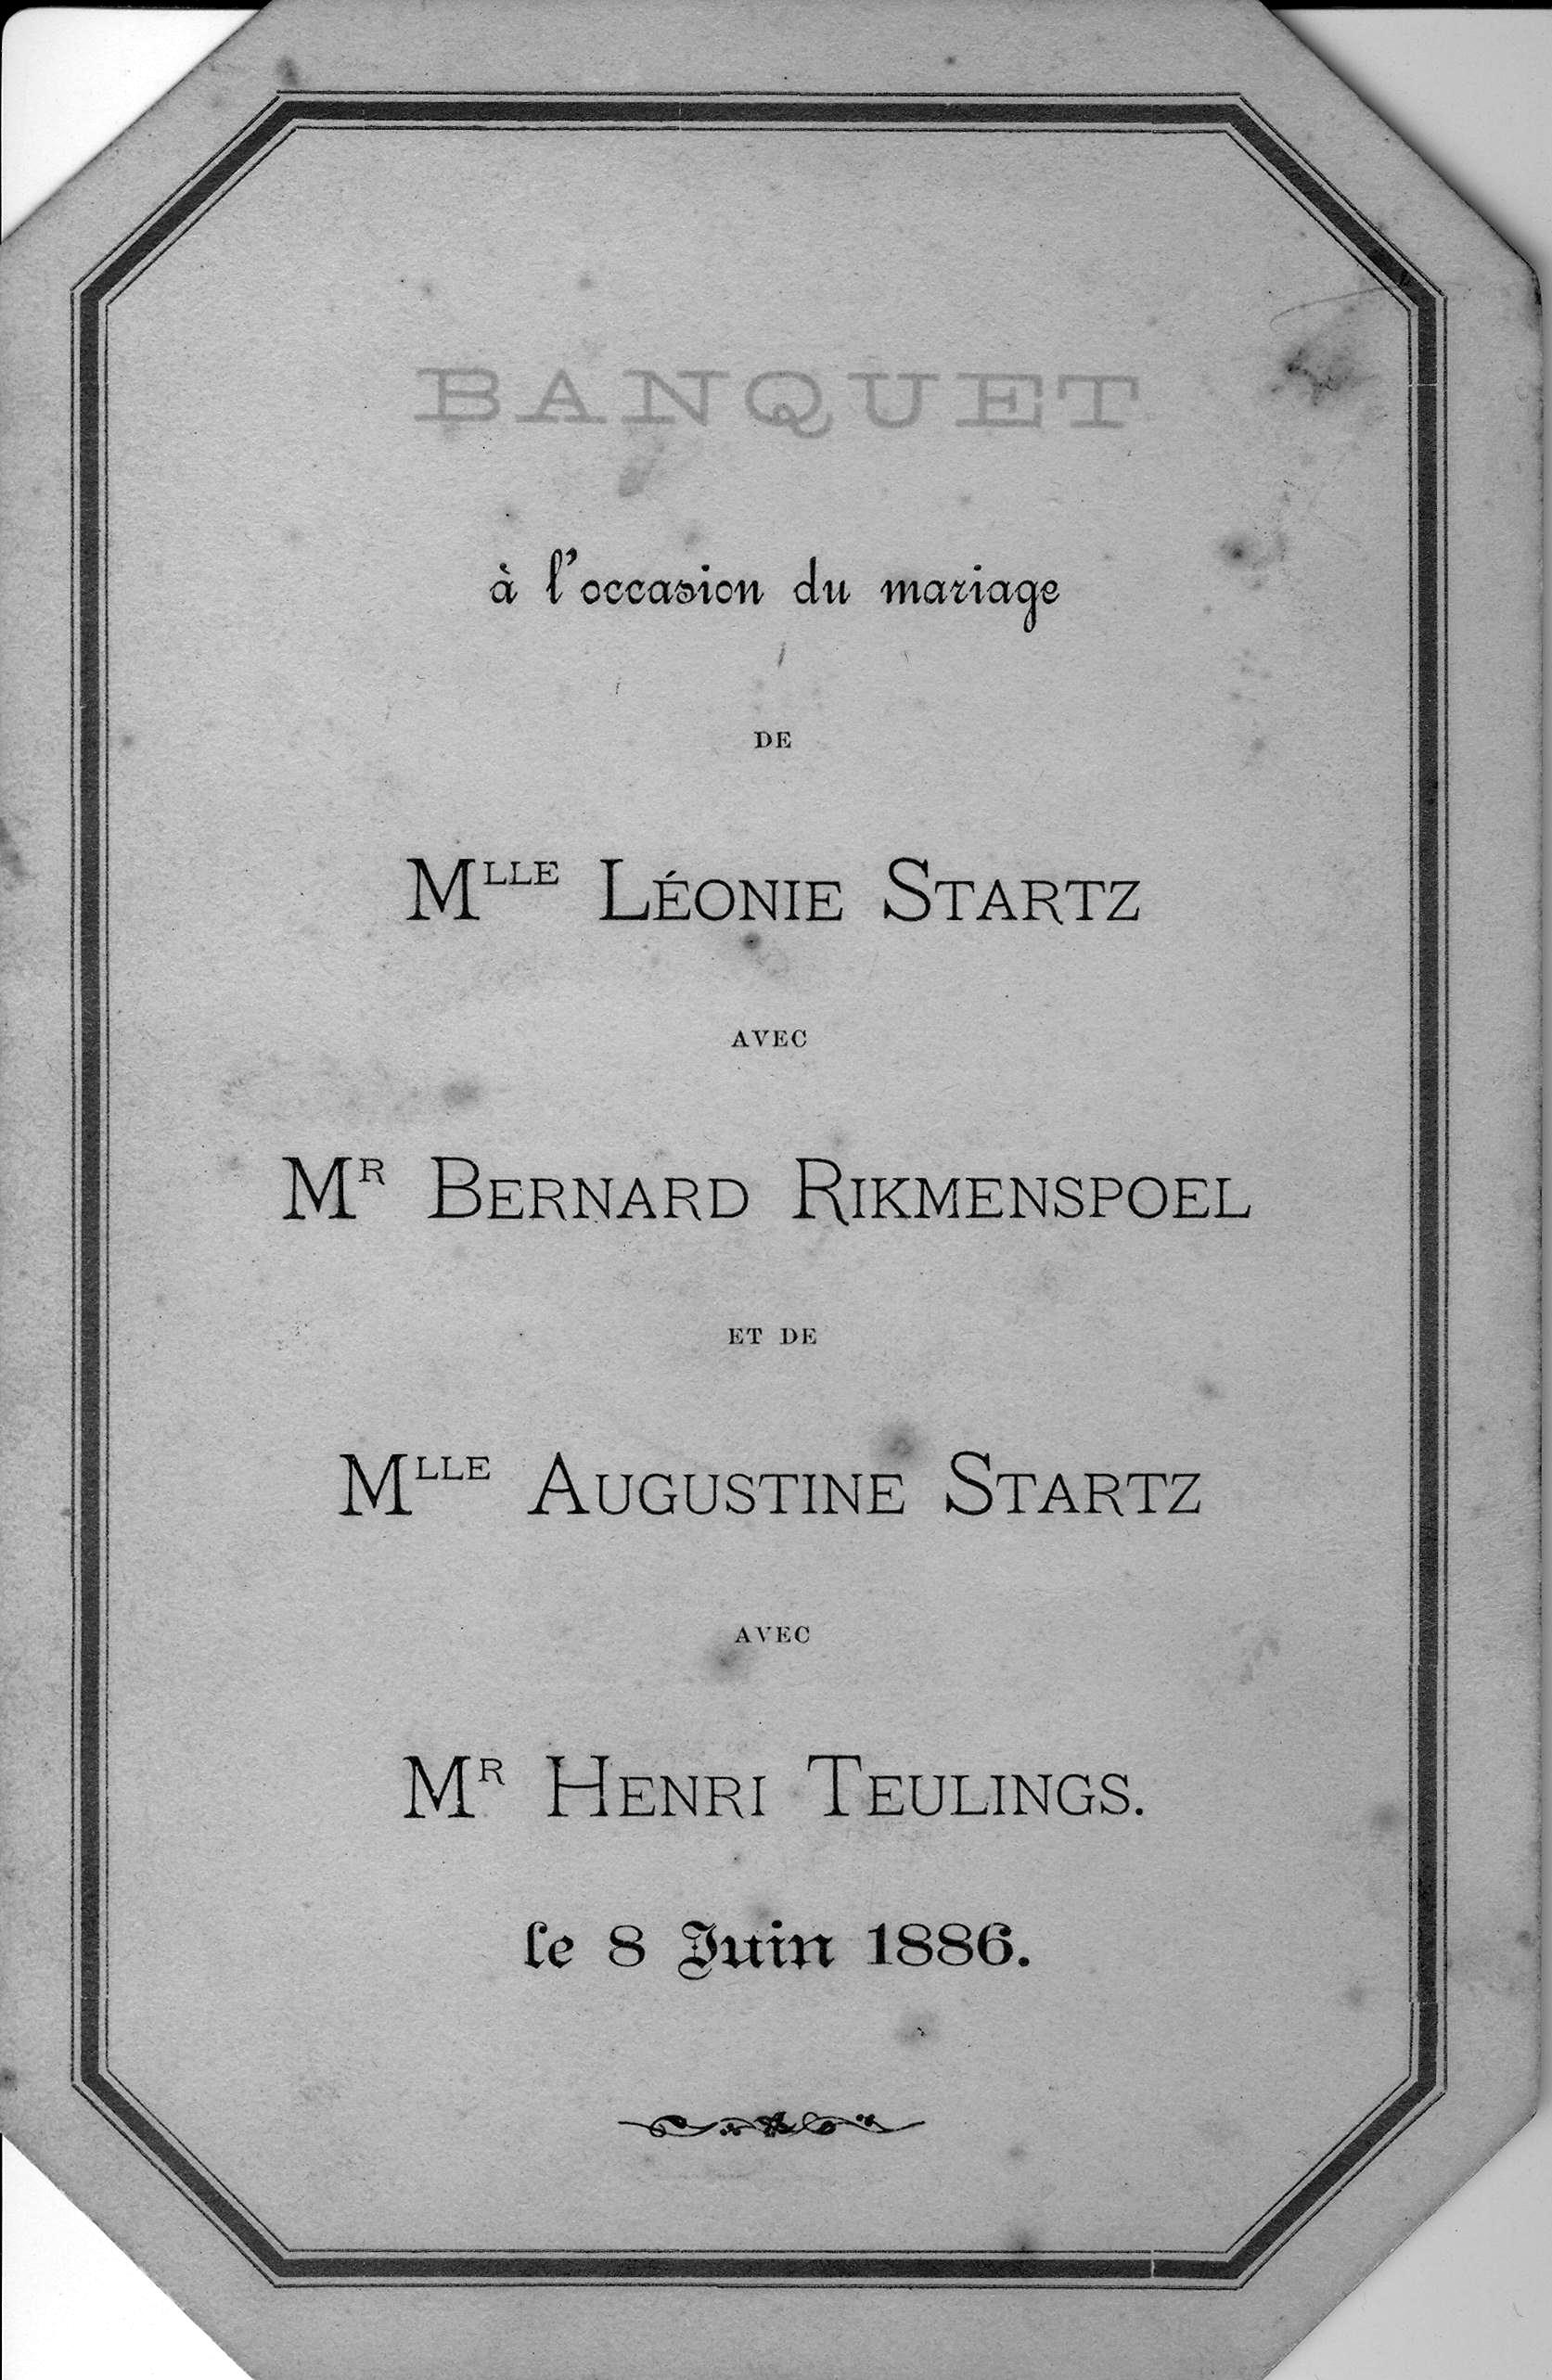 BANQUET
à l'occasion du mariage
DE
MLLE LÉONIE STARTZ
AVEC
MR BERNARD RIKMENSPOEL
ET DE
MLLE AUGUSTINE STARTZ
AVEC
MR HENRI TEULINGS.
le 8 Juin 1886.